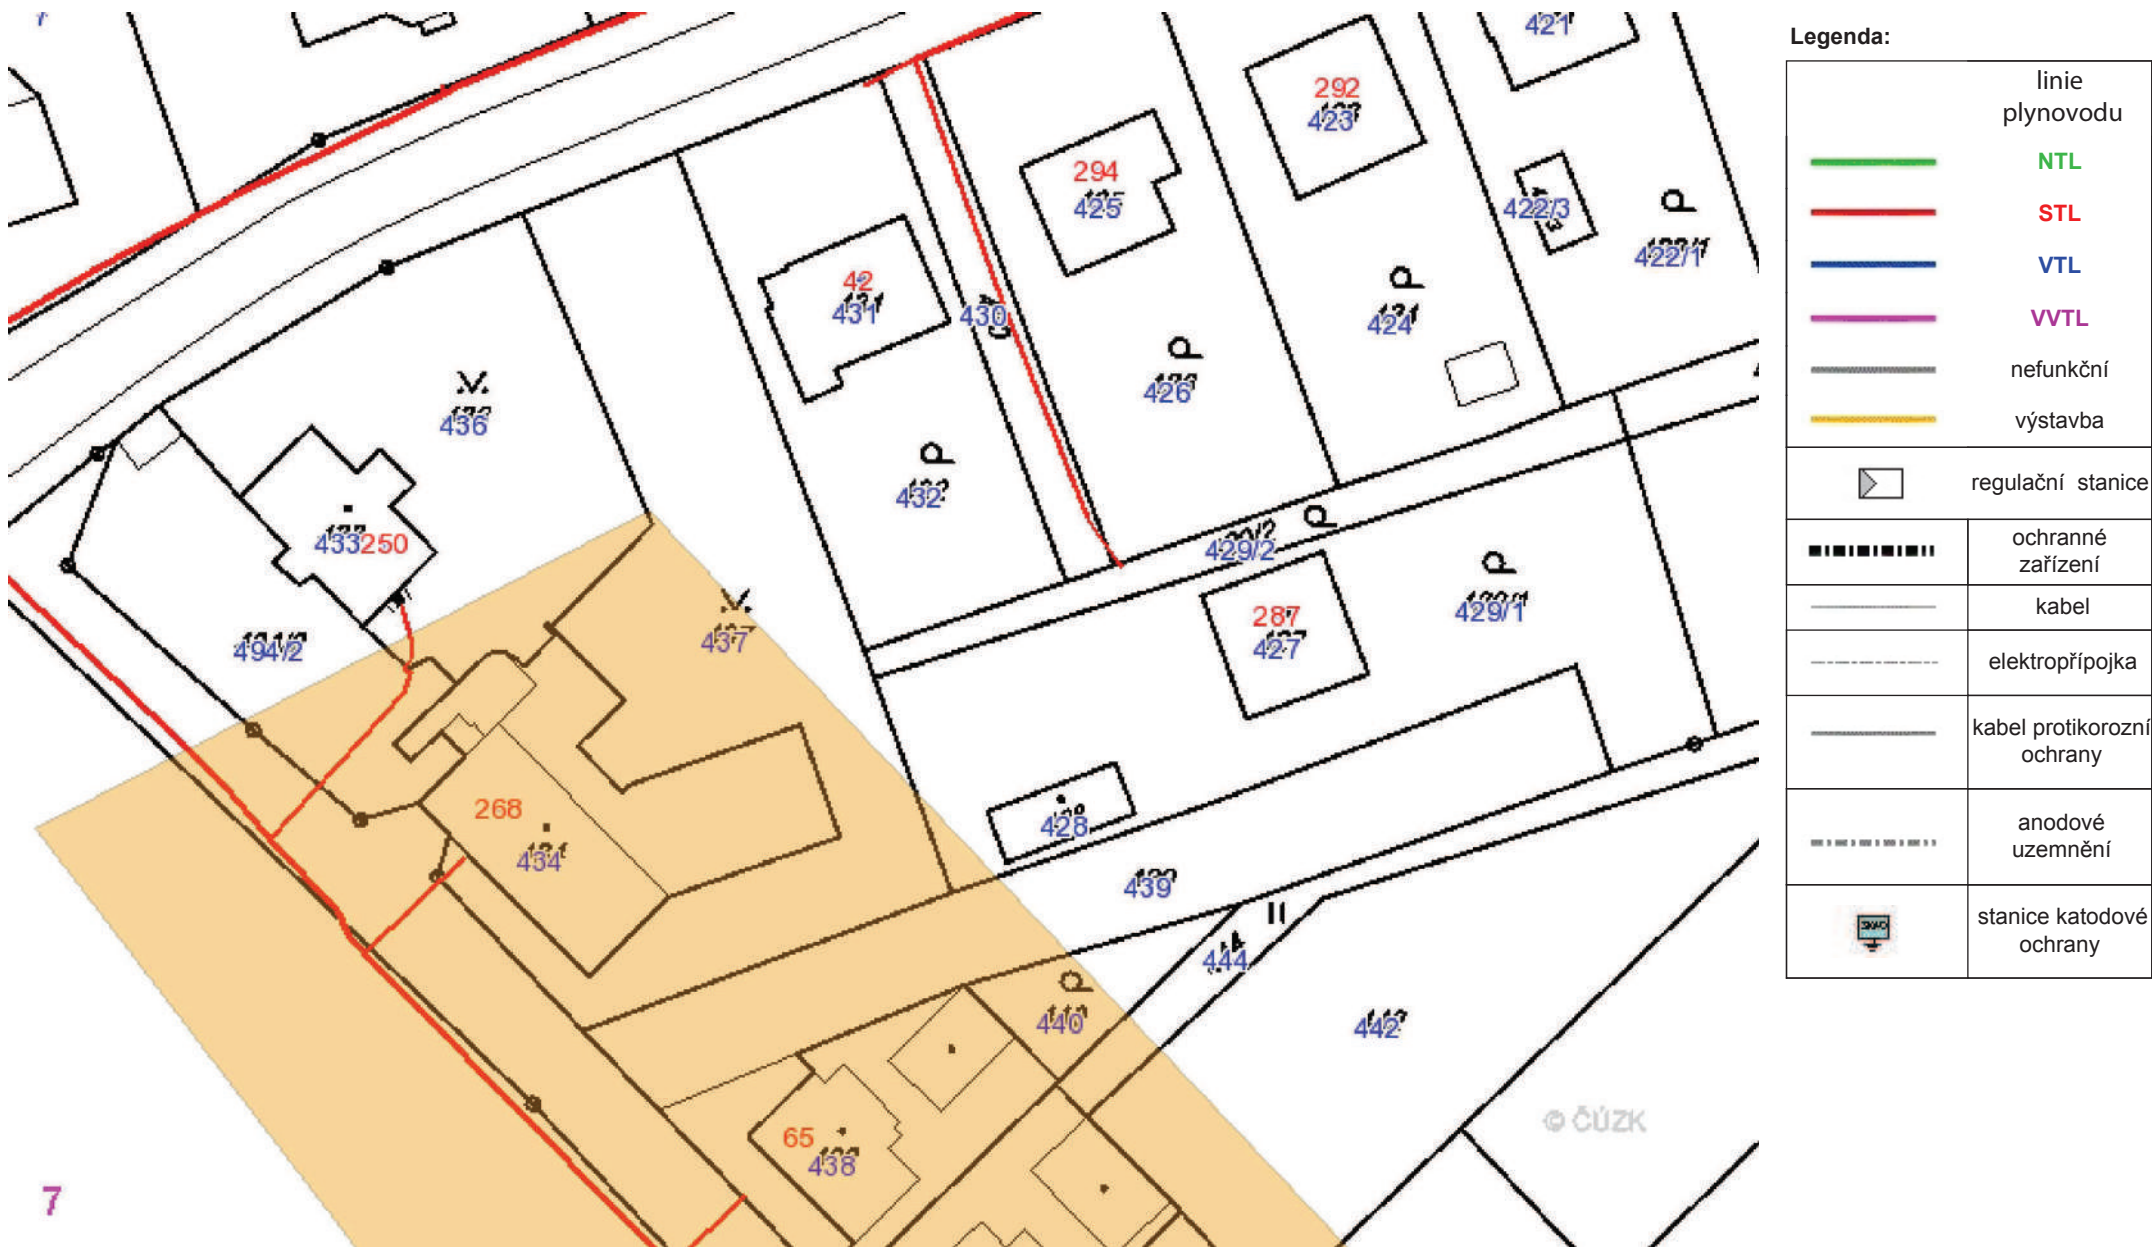 421
292
423
294
425
422/3
422/1
42
431
430
424
426
436
432
433 250
429/2
429/1
287
427
494/2
437
268
434
428
439
444
440
442
65
438
7
© ČÚZK
Legenda:
linie
plynovodu
NTL
STL
VTL
VVTL
nefunkční
výstavba
regulační stanice
ochranné
zařízení
kabel
elektropřípojka
kabel protikorozní
ochrany
anodové
uzemnění
stanice katodové
ochrany